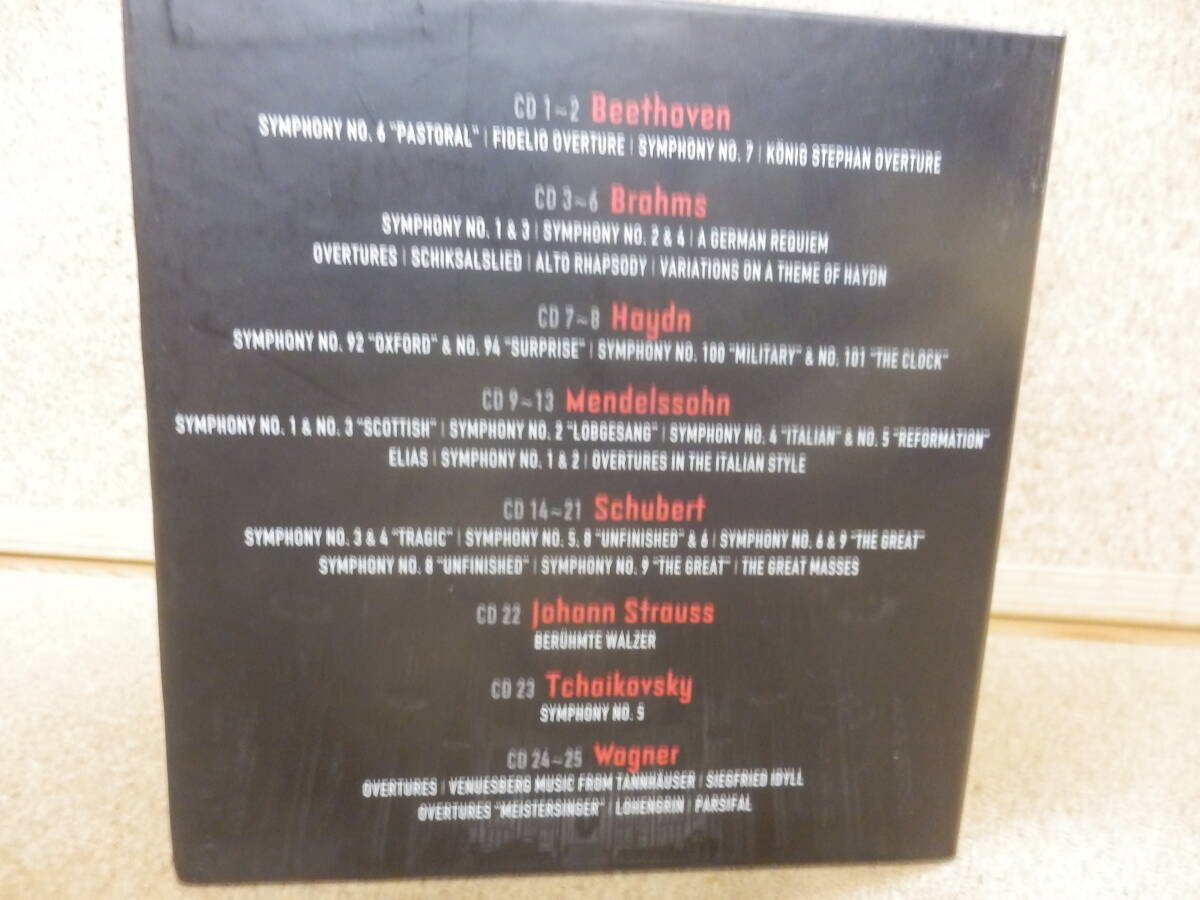 CD 1~2 Beethoven
SYMPHONY NO. 6 "PASTORAL" | FIDELIO OVERTURE | SYMPHONY NO. 7 | KÖNIG STEPHAN OVERTURE
CD 3~6 Brahms
SYMPHONY NO. 1 & 3 | SYMPHONY NO. 2 & 4 | A GERMAN REQUIEM
OVERTURES | SCHIKSALSLIED | ALTO RHAPSODY | VARIATIONS ON A THEME OF HAYDN
CD 7~8 Haydn
SYMPHONY NO. 92 "OXFORD" & NO. 94 "SURPRISE" | SYMPHONY NO. 100 "MILITARY" & NO. 101 "THE CLOCK"
CD 9~13 Mendelssohn
SYMPHONY NO. 1 & NO. 3 "SCOTTISH" | SYMPHONY NO. 2 "LOBGESANG" | SYMPHONY NO. 4 "ITALIAN" & NO. 5 "REFORMATION"
ELIAS | SYMPHONY NO. 1 & 2 | OVERTURES IN THE ITALIAN STYLE
CD 14~21 Schubert
SYMPHONY NO. 3 & 4 "TRAGIC" | SYMPHONY NO. 5, 8 "UNFINISHED" & 6 | SYMPHONY NO. 6 & 9 "THE GREAT"
SYMPHONY NO. 8 "UNFINISHED" | SYMPHONY NO. 9 "THE GREAT" | THE GREAT MASSES
CD 22 Johann Strauss
BERÜHMTE WALZER
CD 23 Tchaikovsky
SYMPHONY NO. 5
CD 24~25 Wagner
OVERTURES | VENUESBERG MUSIC FROM TANNHÄUSER | SIEGFRIED IDYLL
OVERTURES "MEISTERSINGER" | LOHENGRIN | PARSIFAL